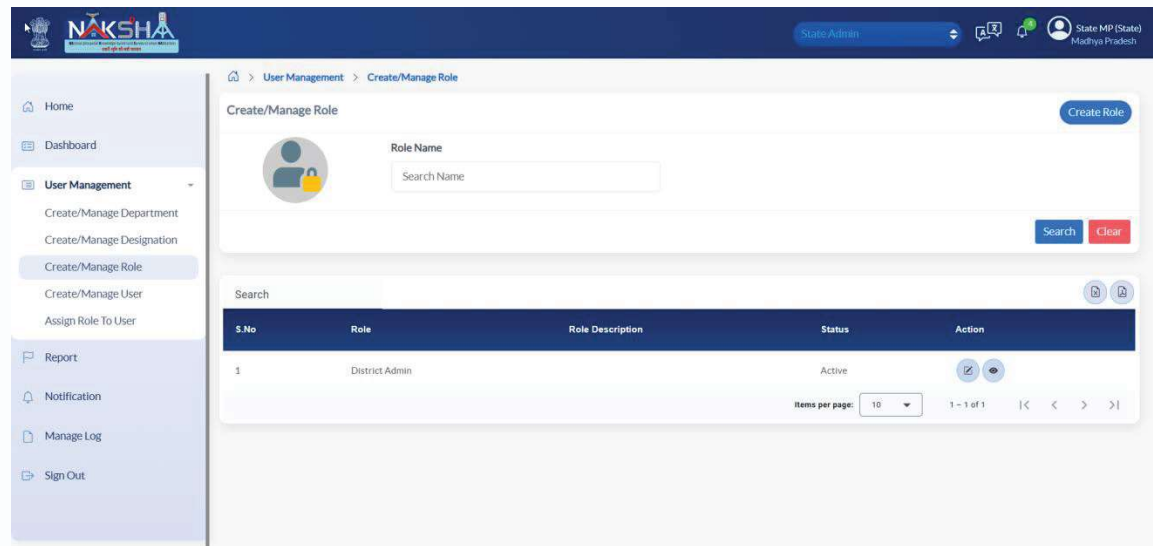 NAKSHA
State Admin
4
State MP (State)
Madhya Pradesh
> User Management > Create/Manage Role
Home
Dashboard
User Management
Create/Manage Department
Create/Manage Designation
Create/Manage Role
Create/Manage User
Assign Role To User
Report
Notification
Manage Log
Sign Out
Create/Manage Role
Create Role
Role Name
Search Name
Search Clear
Search
S.No Role Role Description Status Action
1 District Admin Active
Items per page: 10 1 – 1 of 1